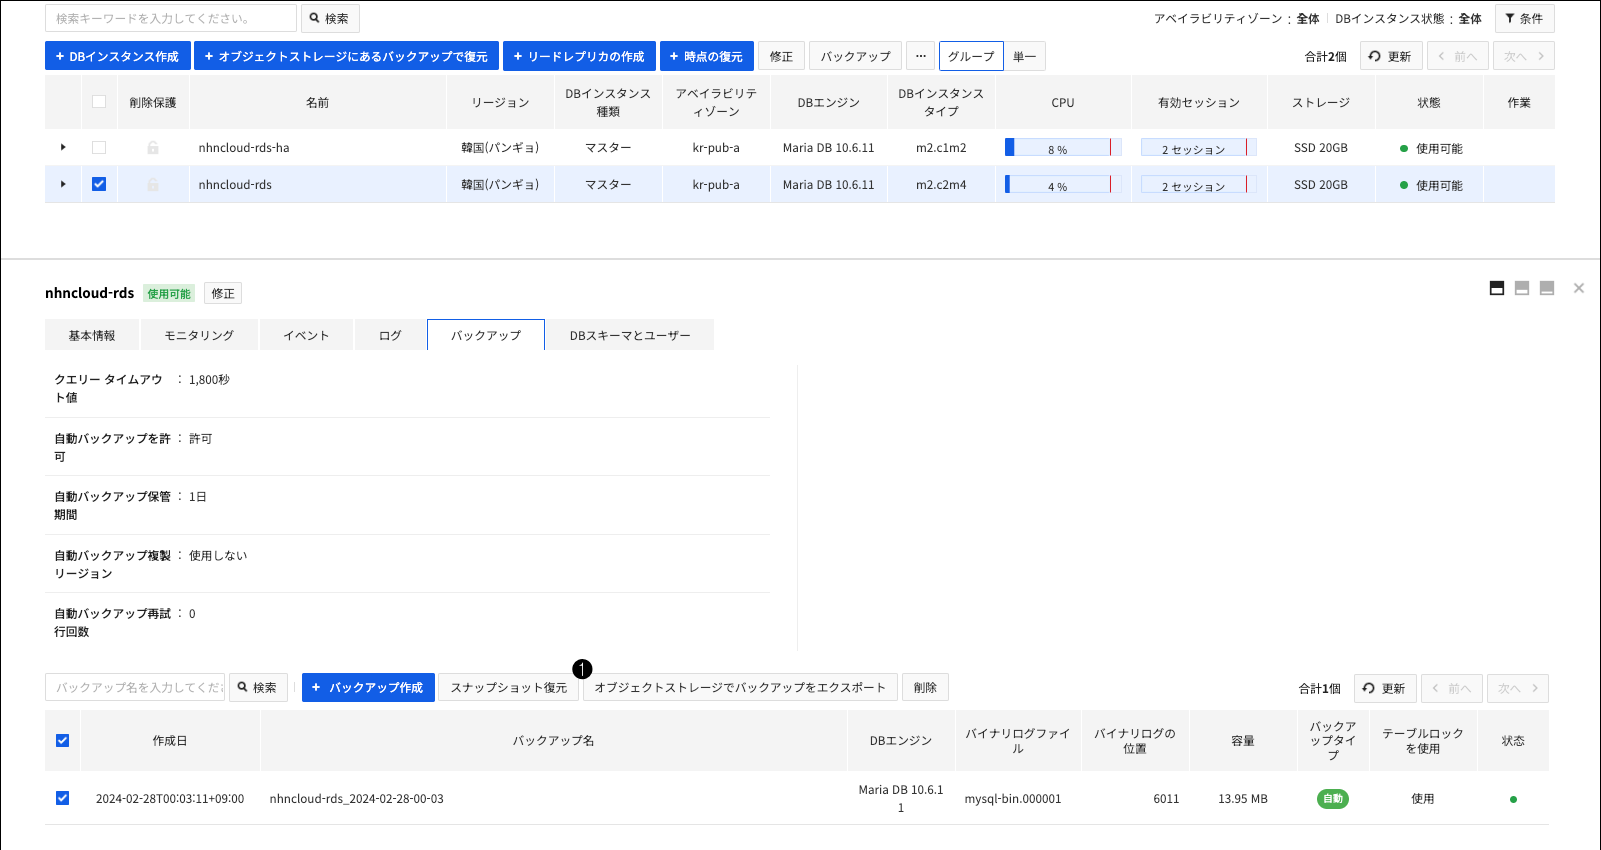 検索キーワードを入力してください。 検索 アベイラビリティゾーン : 全体 DBインスタンス状態 : 全体 条件
+ DBインスタンス作成 + オブジェクトストレージにあるバックアップで復元 + リードレプリカの作成 + 時点の復元 修正 バックアップ ... グループ 単一 合計2個 更新 前へ 次へ
削除保護 名前 リージョン DBインスタンス種類 アベイラビリティゾーン DBエンジン DBインスタンスタイプ CPU 有効セッション ストレージ 状態 作業
nhncloud-rds-ha 韓国(パンギョ) マスター kr-pub-a Maria DB 10.6.11 m2.c1m2 8 % 2 セッション SSD 20GB 使用可能
nhncloud-rds 韓国(パンギョ) マスター kr-pub-a Maria DB 10.6.11 m2.c2m4 4 % 2 セッション SSD 20GB 使用可能
nhncloud-rds 使用可能 修正
基本情報 モニタリング イベント ログ バックアップ DBスキーマとユーザー
クエリー タイムアウト値 : 1,800秒
自動バックアップを許可 : 許可
自動バックアップ保管期間 : 1日
自動バックアップ複製リージョン : 使用しない
自動バックアップ再試行回数 : 0
1
バックアップ名を入力してくだ 検索 + バックアップ作成 スナップショット復元 オブジェクトストレージでバックアップをエクスポート 削除 合計1個 更新 前へ 次へ
作成日 バックアップ名 DBエンジン バイナリログファイル バイナリログの位置 容量 バックアップタイプ テーブルロックを使用 状态
2024-02-28T00:03:11+09:00 nhncloud-rds_2024-02-28-00-03 Maria DB 10.6.11 mysql-bin.000001 6011 13.95 MB 自動 使用